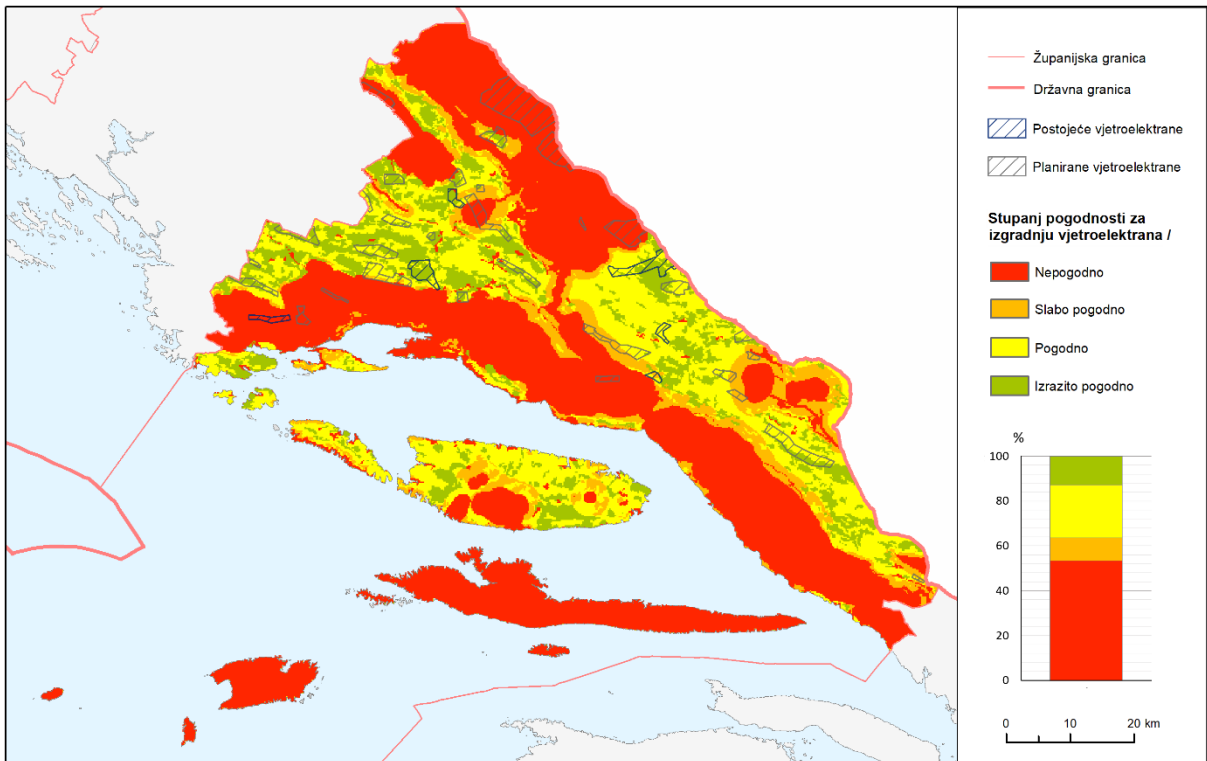 Županijska granica
Državna granica
Postojeće vjetroelektrane
Planirane vjetroelektrane
Stupanj pogodnosti za
izgradnju vjetroelektrana /
Nepogodno
Slabo pogodno
Pogodno
Izrazito pogodno
%
100
80
60
40
20
0
0 10 20 km